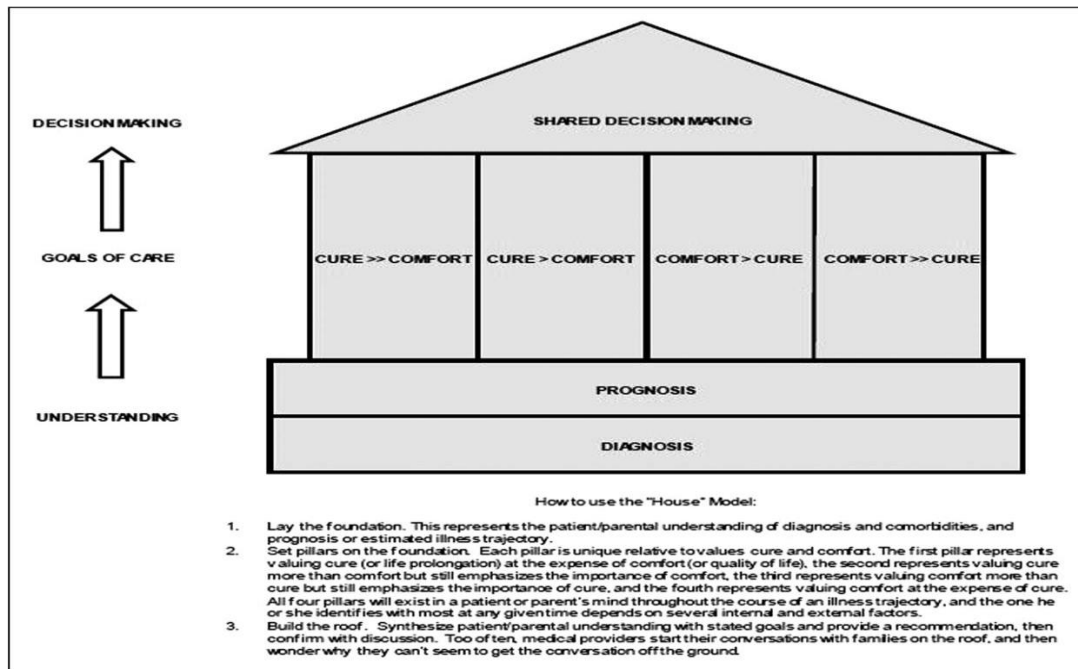 SHARED DECISION MAKING
DECISION MAKING
GOALS OF CARE
UNDERSTANDING
CURE >> COMFORT
CURE > COMFORT
COMFORT > CURE
COMFORT >> CURE
PROGNOSIS
DIAGNOSIS
How to use the "House" Model:
1. Lay the foundation. This represents the patient/parental understanding of diagnosis and comorbidities, and
prognosis or estimated illness trajectory.
2. Set pillars on the foundation. Each pillar is unique relative to values cure and comfort. The first pillar represents
valuing cure (or life prolongation) at the expense of comfort (or quality of life), the second represents valuing cure
more than comfort but still emphasizes the importance of comfort, the third represents valuing comfort more than
cure but still emphasizes the importance of cure, and the fourth represents valuing comfort at the expense of cure.
All four pillars will exist in a patient or parent's mind throughout the course of an illness trajectory, and the one he
or she identifies with most at any given time depends on several internal and external factors.
3. Build the roof. Synthesize patient/parental understanding with stated goals and provide a recommendation, then
confirm with discussion. Too often, medical providers start their conversations with families on the roof, and then
wonder why they can't seem to get the conversation off the ground.